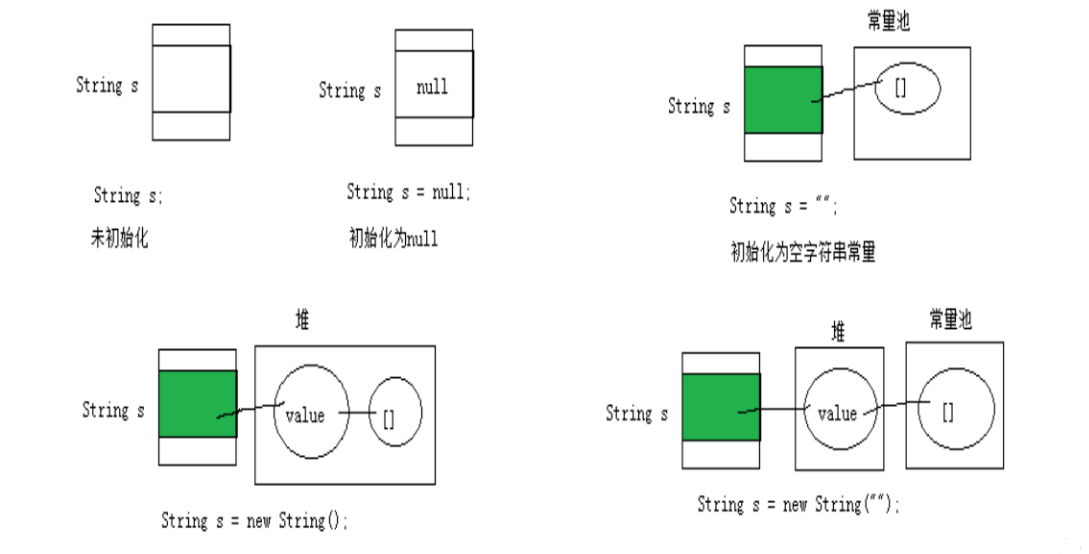 String s
String s;
未初始化
String s
null
String s = null;
初始化为null
常量池
String s
[]
String s = "";
初始化为空字符串常量
堆
String s
value
[]
String s = new String();
堆
常量池
String s
value
[]
String s = new String("");